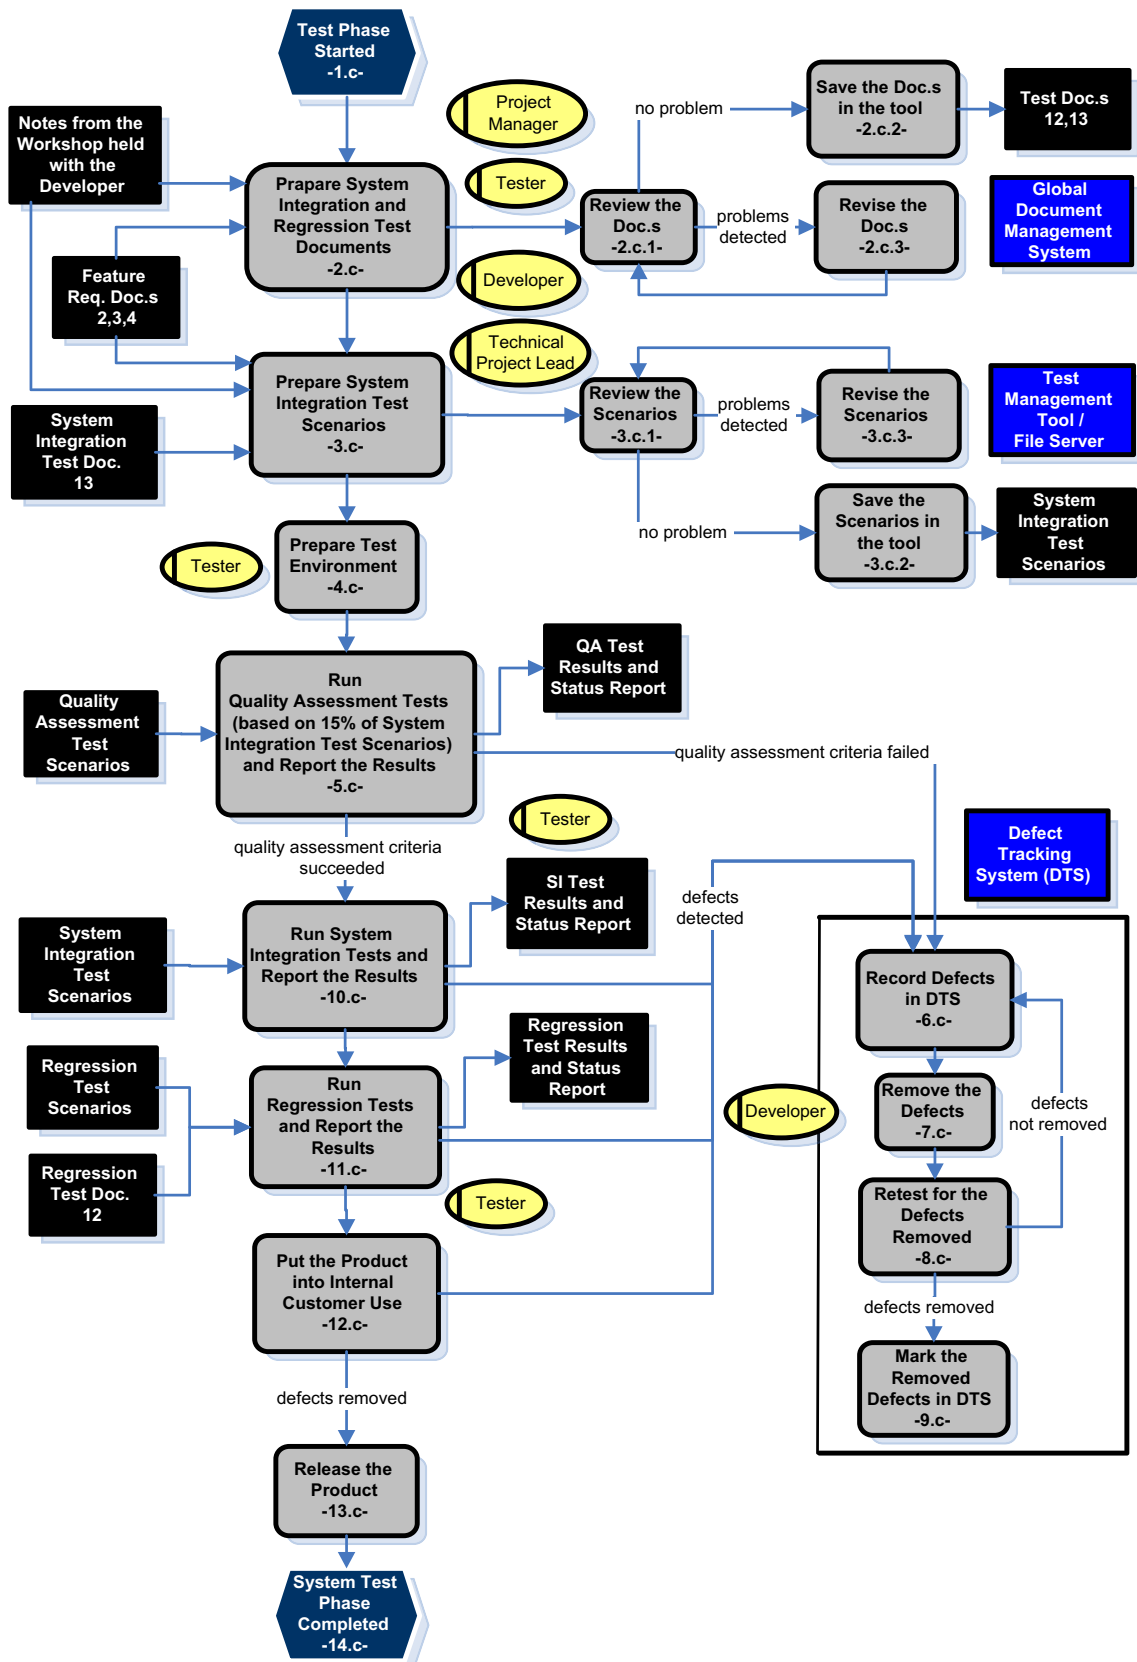 Test Phase
Started
-1.c-
Project
Manager
Save the Doc.s
in the tool
-2.c.2-
Test Doc.s
12,13
no problem
Notes from the
Workshop held
with the
Developer
Prapare System
Integration and
Regression Test
Documents
-2.c-
Tester
Review the
Doc.s
-2.c.1-
problems
detected
Revise the
Doc.s
-2.c.3-
Global
Document
Management
System
Feature
Req. Doc.s
2,3,4
Developer
Technical
Project Lead
Prepare System
Integration Test
Scenarios
-3.c-
Review the
Scenarios
-3.c.1-
problems
detected
Revise the
Scenarios
-3.c.3-
Test
Management
Tool /
File Server
System
Integration
Test Doc.
13
no problem
Save the
Scenarios in
the tool
-3.c.2-
System
Integration
Test
Scenarios
Tester
Prepare Test
Environment
-4.c-
Quality
Assessment
Test
Scenarios
Run
Quality Assessment Tests
(based on 15% of System
Integration Test Scenarios)
and Report the Results
-5.c-
QA Test
Results and
Status Report
quality assessment criteria failed
quality assessment criteria
succeeded
Tester
Defect
Tracking
System (DTS)
SI Test
Results and
Status Report
defects
detected
System
Integration
Test
Scenarios
Run System
Integration Tests and
Report the Results
-10.c-
Record Defects
in DTS
-6.c-
Regression
Test Results
and Status
Report
Regression
Test
Scenarios
Run
Regression Tests
and Report the
Results
-11.c-
Developer
Remove the
Defects
-7.c-
defects
not removed
Regression
Test Doc.
12
Tester
Retest for the
Defects
Removed
-8.c-
Put the Product
into Internal
Customer Use
-12.c-
defects removed
Mark the
Removed
Defects in DTS
-9.c-
defects removed
Release the
Product
-13.c-
System Test
Phase
Completed
-14.c-